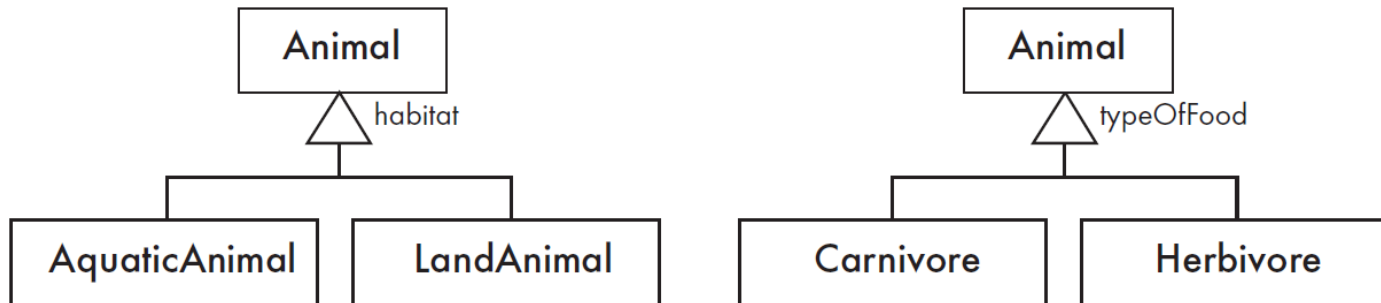 Animal
habitat
AquaticAnimal
LandAnimal
Animal
typeOfFood
Carnivore
Herbivore